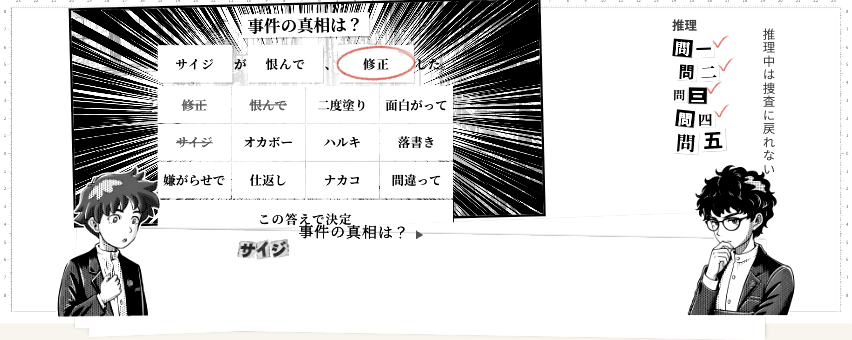 事件の真相は？
サイジ が 恨んで 、 修正 した
修正 恨んで 二度塗り 面白がって
サイジ オカボー ハルキ 落書き
嫌がらせで 仕返し ナカコ 間違って
この答えで決定
事件の真相は？
サイジ
推理
問一
問二
問三
問四
問五
推理中は捜査に戻れない